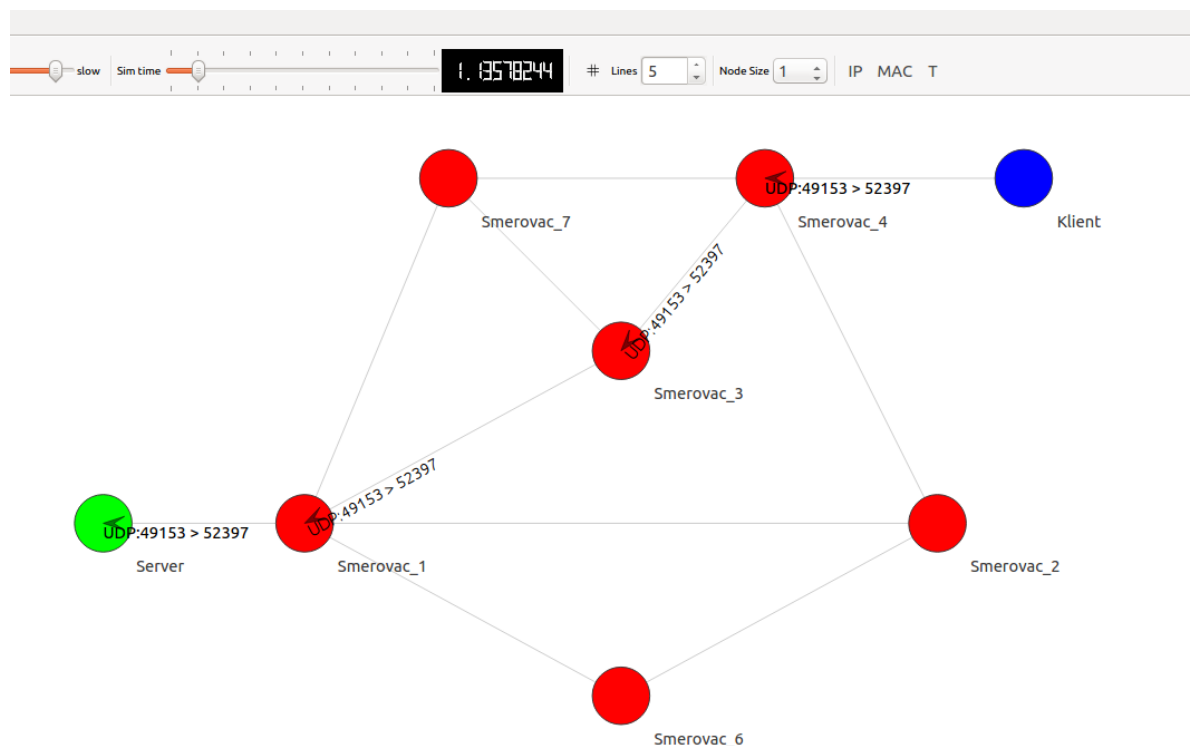 slow Sim time 1.13578244 # Lines 5 Node Size 1 IP MAC T
UDP:49153 > 52397
Smerovac_7 Smerovac_4 Klient
UDP:49153 > 52397
Smerovac_3
UDP:49153 > 52397
UDP:49153 > 52397
Server Smerovac_1 Smerovac_2
Smerovac_6